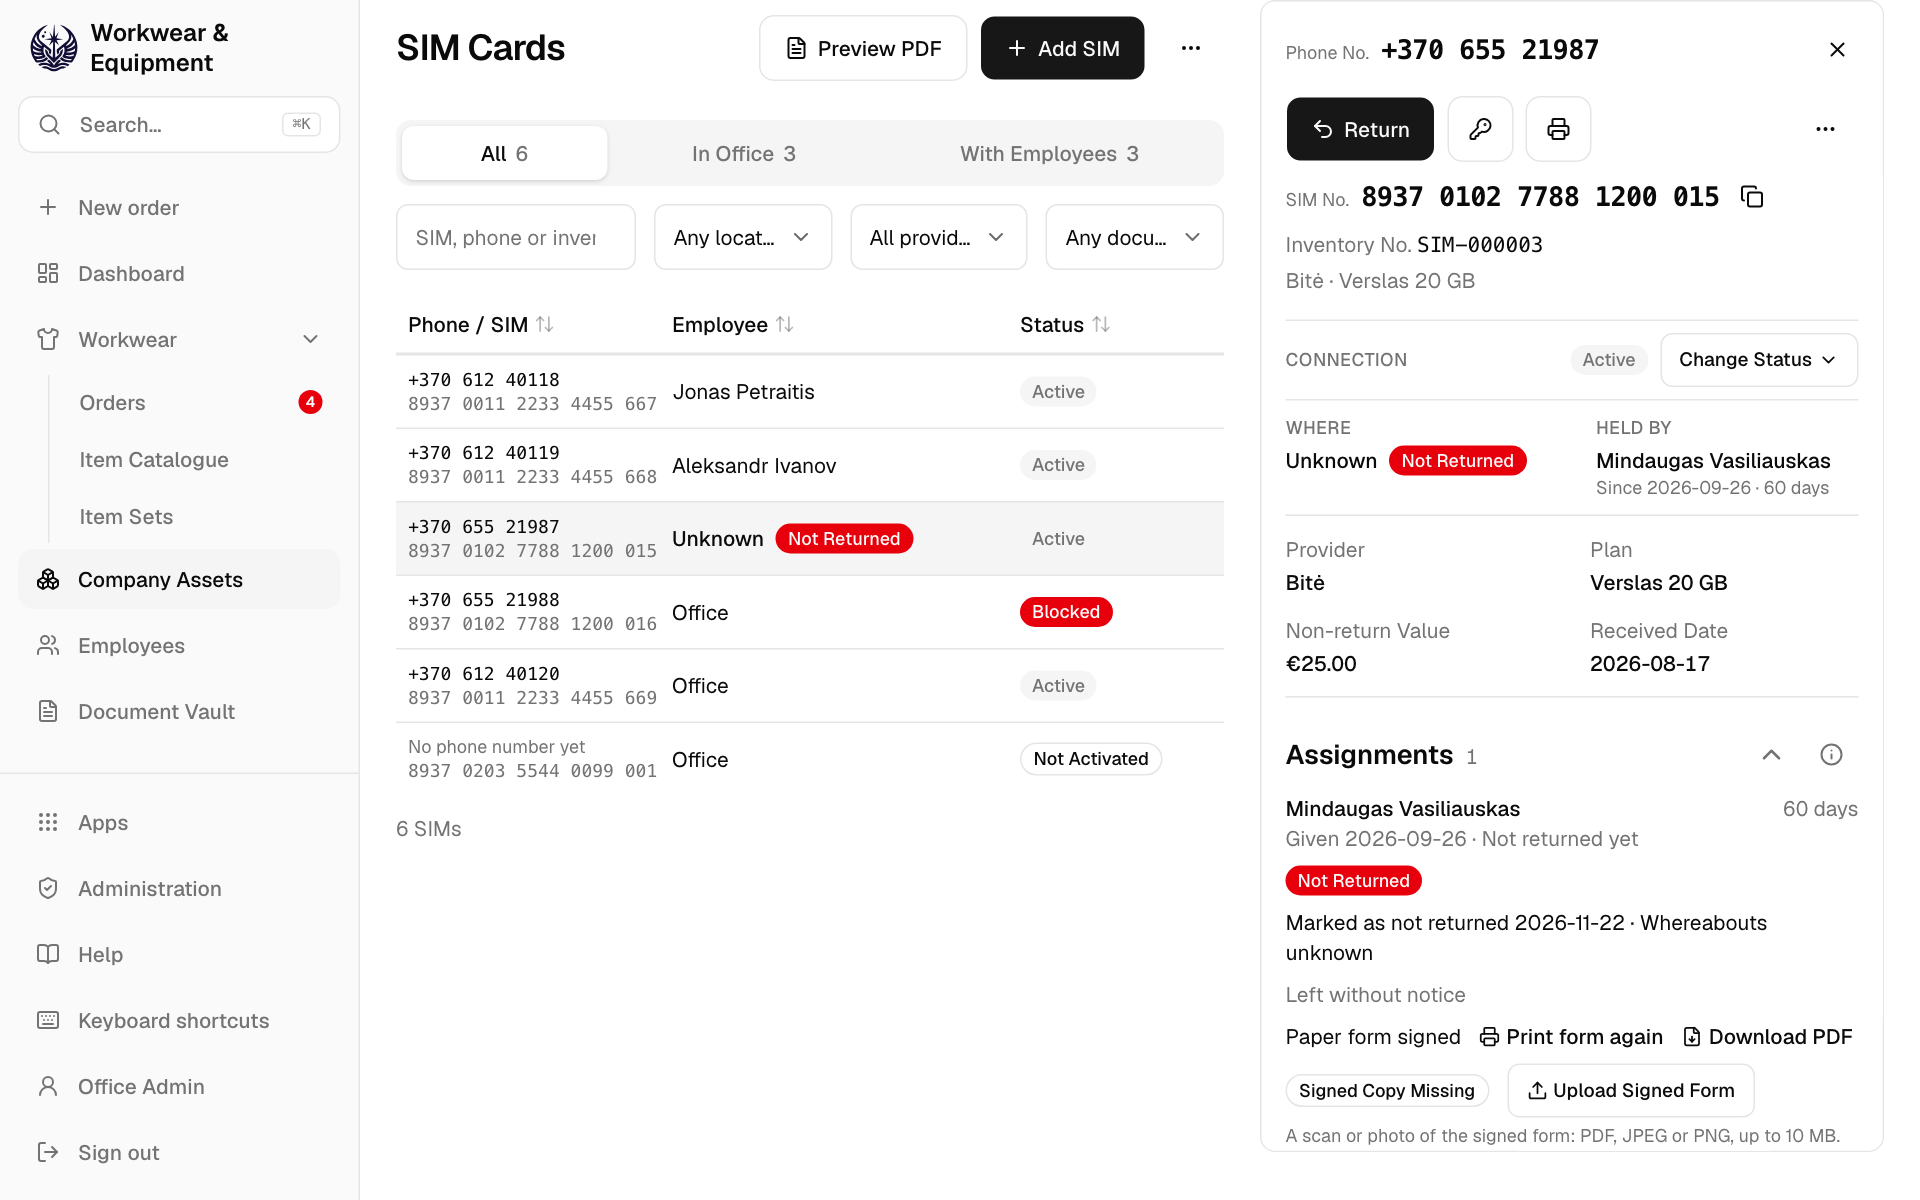 Workwear &
Equipment
Search...
⌘K
New order
Dashboard
Workwear
Orders
4
Item Catalogue
Item Sets
Company Assets
Employees
Document Vault
Apps
Administration
Help
Keyboard shortcuts
Office Admin
Sign out
SIM Cards
Preview PDF
Add SIM
All 6
In Office 3
With Employees 3
SIM, phone or inver
Any locat...
All provid...
Any docu...
Phone / SIM
Employee
Status
+370 612 40118
8937 0011 2233 4455 667
Jonas Petraitis
Active
+370 612 40119
8937 0011 2233 4455 668
Aleksandr Ivanov
Active
+370 655 21987
8937 0102 7788 1200 015
Unknown
Not Returned
Active
+370 655 21988
8937 0102 7788 1200 016
Office
Blocked
+370 612 40120
8937 0011 2233 4455 669
Office
Active
No phone number yet
8937 0203 5544 0099 001
Office
Not Activated
6 SIMs
Phone No. +370 655 21987
Return
SIM No. 8937 0102 7788 1200 015
Inventory No. SIM-000003
Bitė · Verslas 20 GB
CONNECTION
Active
Change Status
WHERE
Unknown
Not Returned
HELD BY
Mindaugas Vasiliauskas
Since 2026-09-26 · 60 days
Provider
Bitė
Plan
Verslas 20 GB
Non-return Value
€25.00
Received Date
2026-08-17
Assignments 1
Mindaugas Vasiliauskas
60 days
Given 2026-09-26 · Not returned yet
Not Returned
Marked as not returned 2026-11-22 · Whereabouts
unknown
Left without notice
Paper form signed
Print form again
Download PDF
Signed Copy Missing
Upload Signed Form
A scan or photo of the signed form: PDF, JPEG or PNG, up to 10 MB.